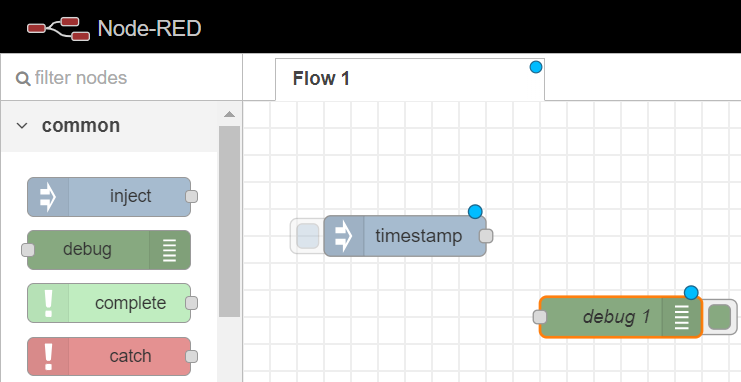 Node-RED
filter nodes
Flow 1
common
inject
debug
complete
catch
timestamp
debug 1